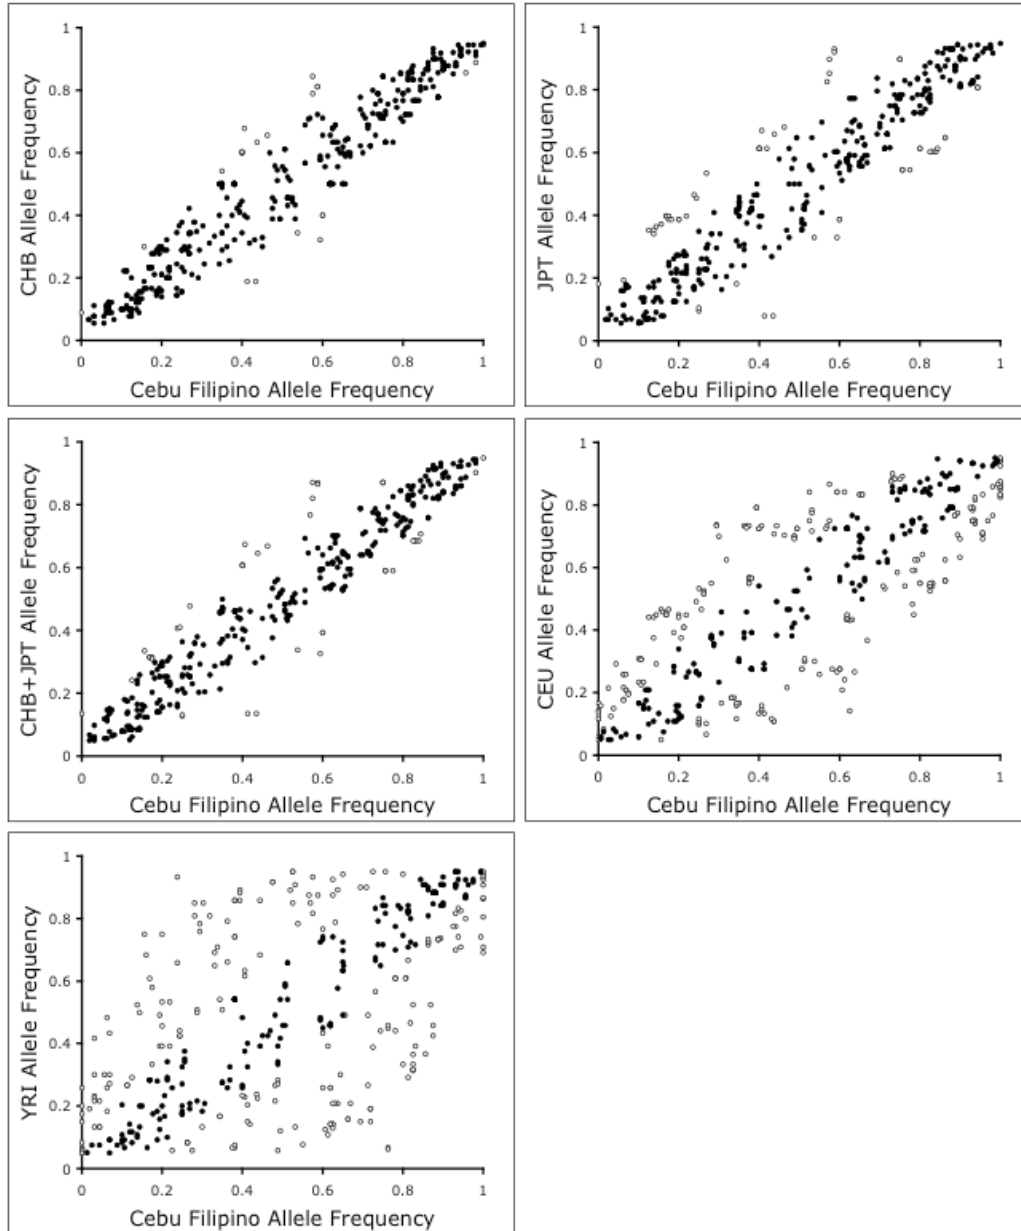 1
0.8
0.6
0.4
0.2
0
0 0.2 0.4 0.6 0.8 1
CHB Allele Frequency
Cebu Filipino Allele Frequency
1
0.8
0.6
0.4
0.2
0
0 0.2 0.4 0.6 0.8 1
JPT Allele Frequency
Cebu Filipino Allele Frequency
1
0.8
0.6
0.4
0.2
0
0 0.2 0.4 0.6 0.8 1
CHB+JPT Allele Frequency
Cebu Filipino Allele Frequency
1
0.8
0.6
0.4
0.2
0
0 0.2 0.4 0.6 0.8 1
CEU Allele Frequency
Cebu Filipino Allele Frequency
1
0.8
0.6
0.4
0.2
0
0 0.2 0.4 0.6 0.8 1
YRI Allele Frequency
Cebu Filipino Allele Frequency